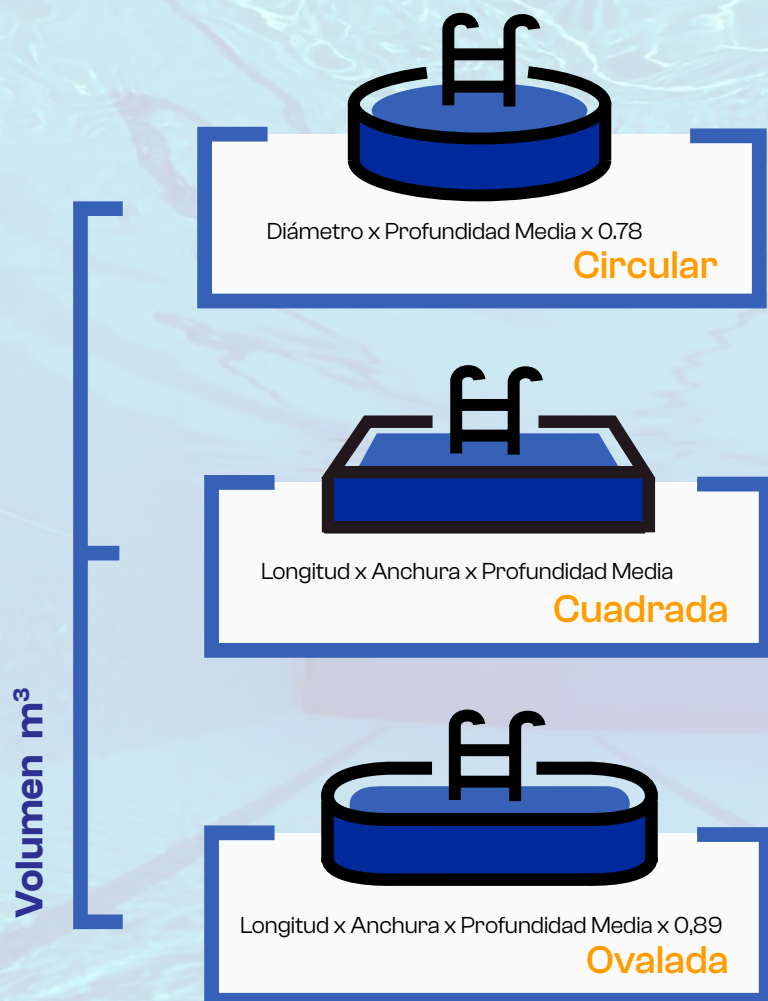 Diámetro x Profundidad Media x 0.78
Circular
Longitud x Anchura x Profundidad Media
Cuadrada
Volumen m³
Longitud x Anchura x Profundidad Media x 0,89
Ovalada